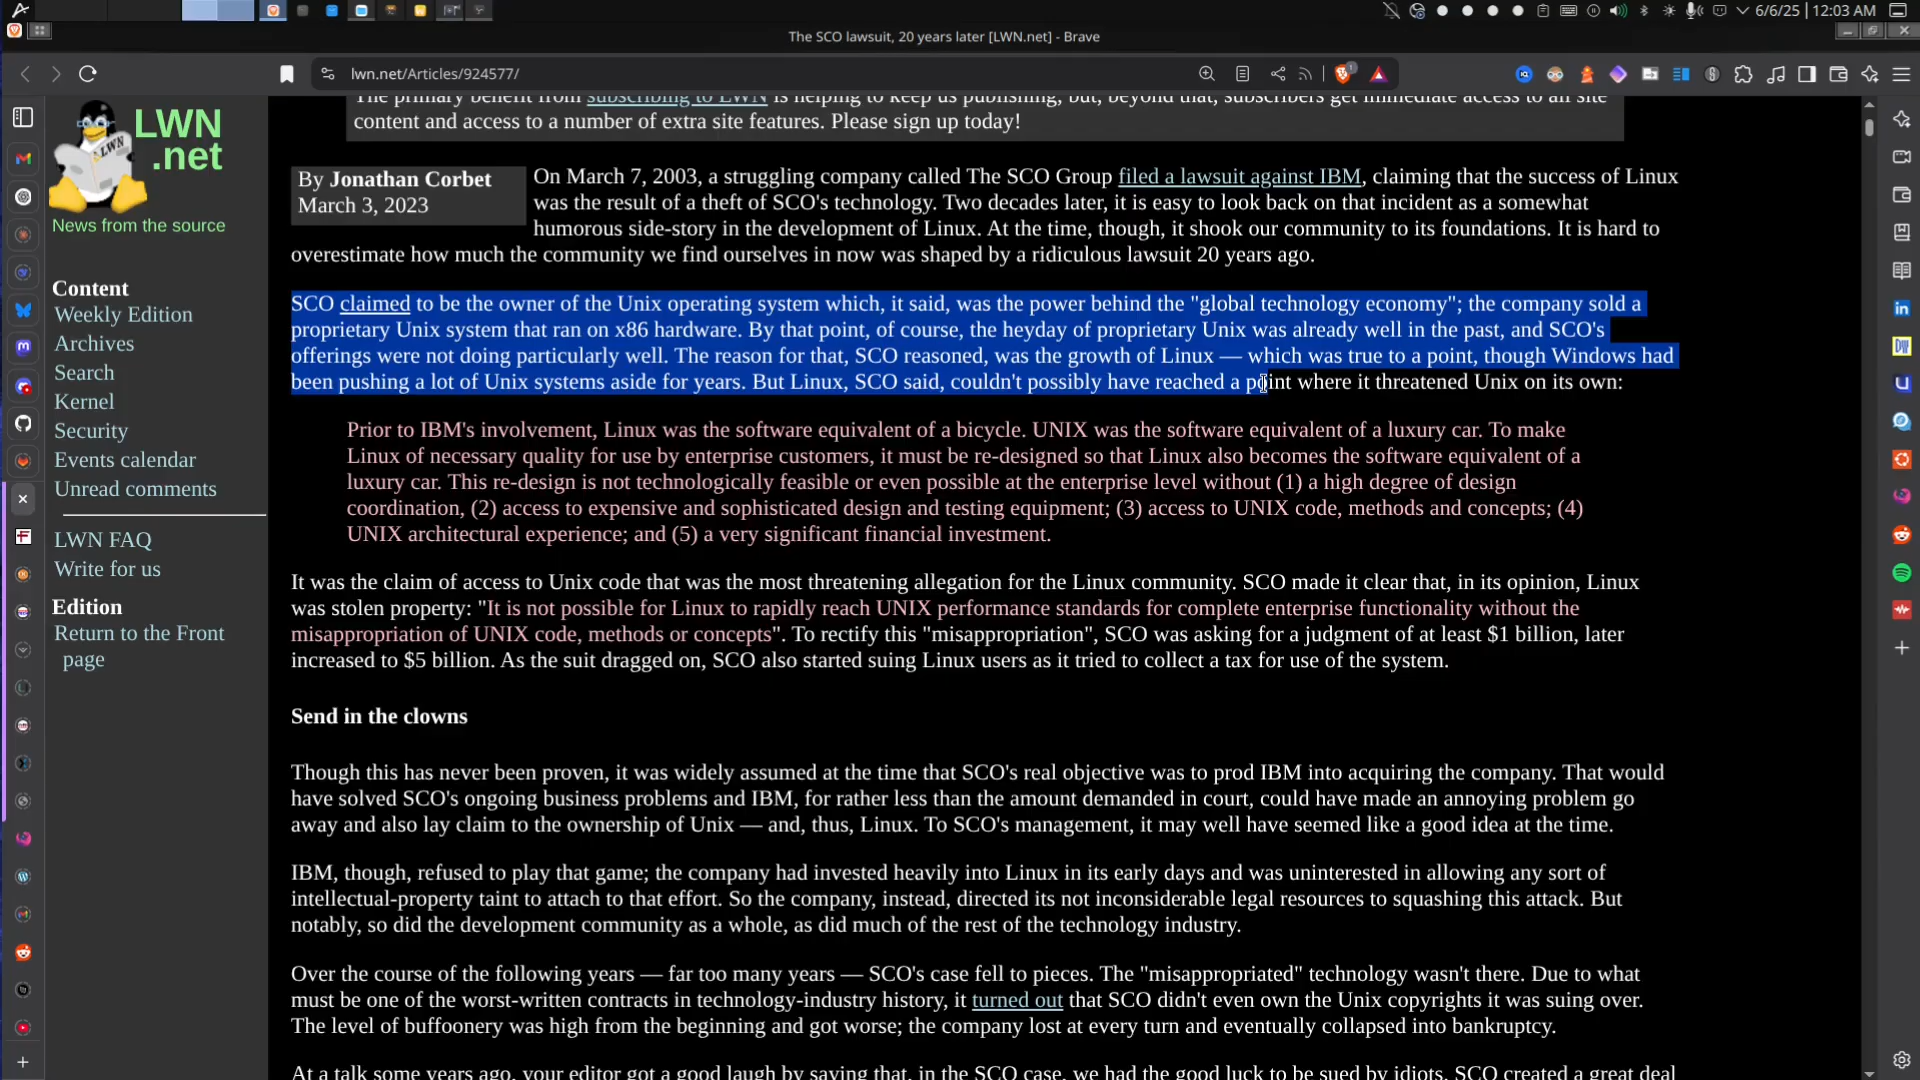 6/6/25 12:03 AM
The SCO lawsuit, 20 years later [LWN.net] - Brave
lwn.net/Articles/924577/
LWN
.net
News from the source
Content
Weekly Edition
Archives
Search
Kernel
Security
Events calendar
Unread comments
LWN FAQ
Write for us
Edition
Return to the Front
page
The primary benefit from subscribing to LWN is helping to keep us publishing, but, beyond that, subscribers get immediate access to all site
content and access to a number of extra site features. Please sign up today!
By Jonathan Corbet
March 3, 2023
On March 7, 2003, a struggling company called The SCO Group filed a lawsuit against IBM, claiming that the success of Linux
was the result of a theft of SCO's technology. Two decades later, it is easy to look back on that incident as a somewhat
humorous side-story in the development of Linux. At the time, though, it shook our community to its foundations. It is hard to
overestimate how much the community we find ourselves in now was shaped by a ridiculous lawsuit 20 years ago.
SCO claimed to be the owner of the Unix operating system which, it said, was the power behind the "global technology economy"; the company sold a
proprietary Unix system that ran on x86 hardware. By that point, of course, the heyday of proprietary Unix was already well in the past, and SCO's
offerings were not doing particularly well. The reason for that, SCO reasoned, was the growth of Linux — which was true to a point, though Windows had
been pushing a lot of Unix systems aside for years. But Linux, SCO said, couldn't possibly have reached a point where it threatened Unix on its own:
Prior to IBM's involvement, Linux was the software equivalent of a bicycle. UNIX was the software equivalent of a luxury car. To make
Linux of necessary quality for use by enterprise customers, it must be re-designed so that Linux also becomes the software equivalent of a
luxury car. This re-design is not technologically feasible or even possible at the enterprise level without (1) a high degree of design
coordination, (2) access to expensive and sophisticated design and testing equipment; (3) access to UNIX code, methods and concepts; (4)
UNIX architectural experience; and (5) a very significant financial investment.
It was the claim of access to Unix code that was the most threatening allegation for the Linux community. SCO made it clear that, in its opinion, Linux
was stolen property: "It is not possible for Linux to rapidly reach UNIX performance standards for complete enterprise functionality without the
misappropriation of UNIX code, methods or concepts". To rectify this "misappropriation", SCO was asking for a judgment of at least $1 billion, later
increased to $5 billion. As the suit dragged on, SCO also started suing Linux users as it tried to collect a tax for use of the system.
Send in the clowns
Though this has never been proven, it was widely assumed at the time that SCO's real objective was to prod IBM into acquiring the company. That would
have solved SCO's ongoing business problems and IBM, for rather less than the amount demanded in court, could have made an annoying problem go
away and also lay claim to the ownership of Unix — and, thus, Linux. To SCO's management, it may well have seemed like a good idea at the time.
IBM, though, refused to play that game; the company had invested heavily into Linux in its early days and was uninterested in allowing any sort of
intellectual-property taint to attach to that effort. So the company, instead, directed its not inconsiderable legal resources to squashing this attack. But
notably, so did the development community as a whole, as did much of the rest of the technology industry.
Over the course of the following years — far too many years — SCO's case fell to pieces. The "misappropriated" technology wasn't there. Due to what
must be one of the worst-written contracts in technology-industry history, it turned out that SCO didn't even own the Unix copyrights it was suing over.
The level of buffoonery was high from the beginning and got worse; the company lost at every turn and eventually collapsed into bankruptcy.
At a talk some years ago, your editor got a good laugh by saying that, in the SCO case, we had the good luck to be sued by idiots. SCO created a great deal